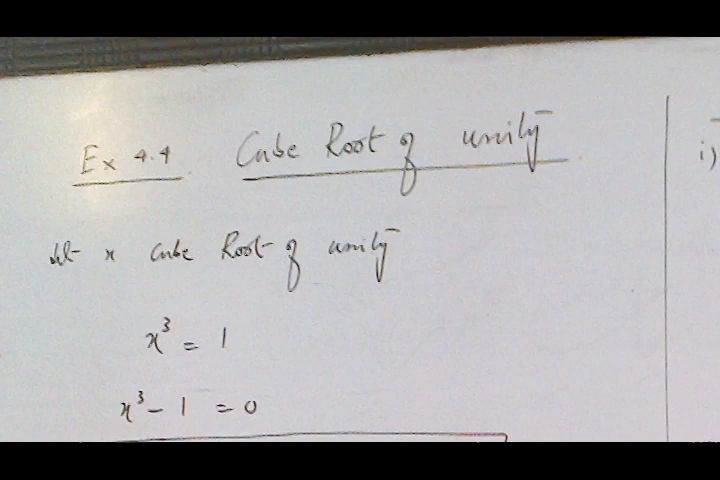 Ex 4.4 Cube Root of unity
Let x Cube Root of unity
x³ = 1
x³ - 1 = 0
i)